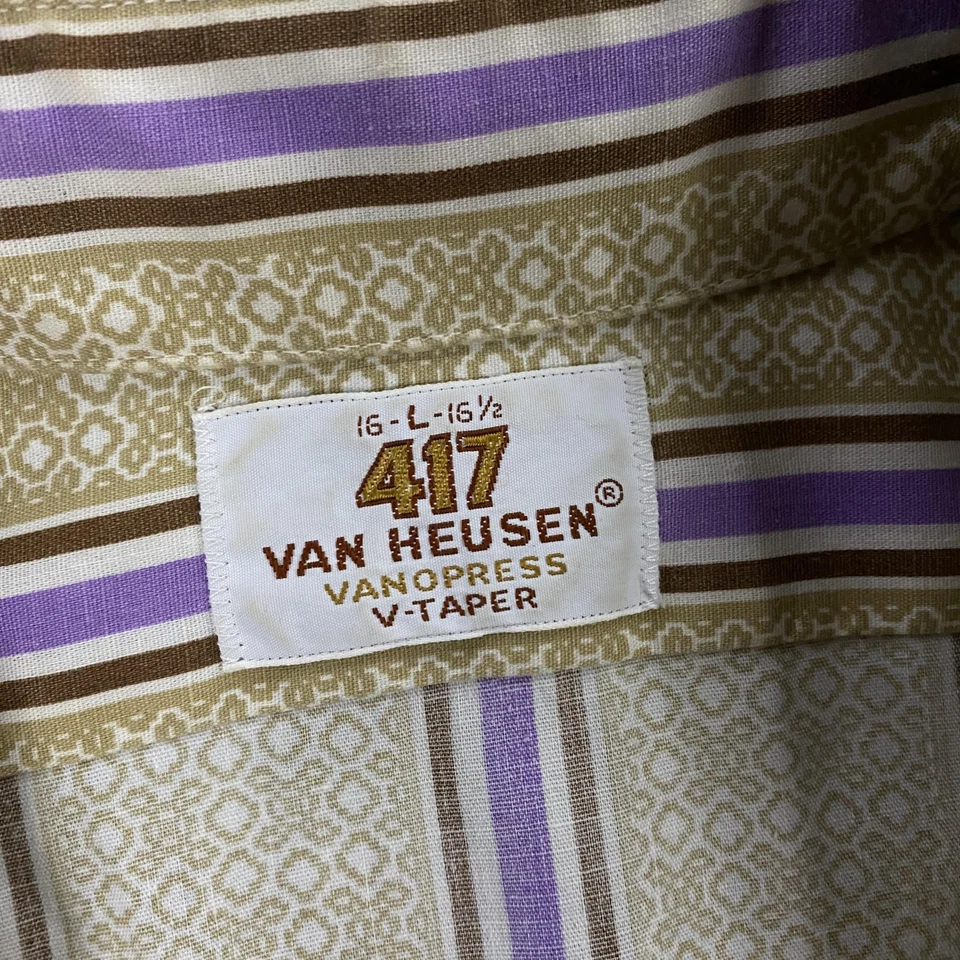 16-L-16½
417
VAN HEUSEN®
VANOPRESS
V-TAPER